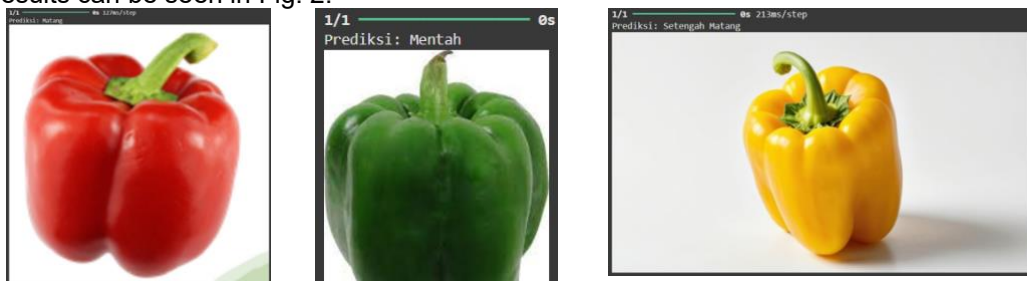 esults can be seen in Fig. 2.
1/1 0s 127ms/step
Prediksi: Matang
1/1 0s
Prediksi: Mentah
1/1 0s 213ms/step
Prediksi: Setengah Matang